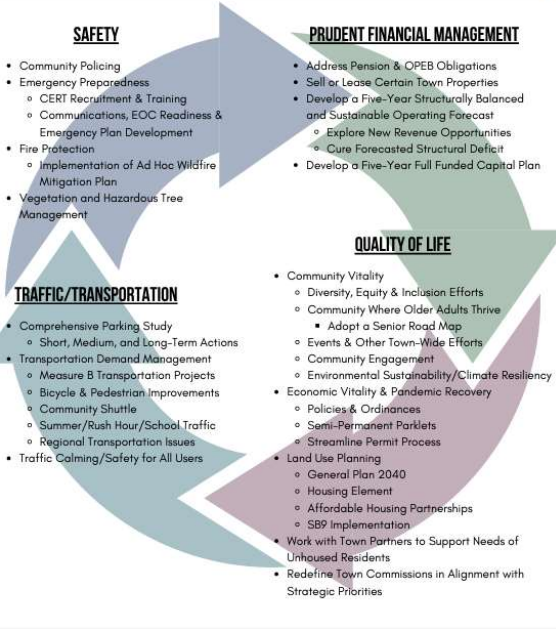 SAFETY
• Community Policing
• Emergency Preparedness
◦ CERT Recruitment & Training
◦ Communications, EOC Readiness &
Emergency Plan Development
• Fire Protection
◦ Implementation of Ad Hoc Wildfire
Mitigation Plan
• Vegetation and Hazardous Tree
Management
PRUDENT FINANCIAL MANAGEMENT
• Address Pension & OPEB Obligations
• Sell or Lease Certain Town Properties
• Develop a Five-Year Structurally Balanced
and Sustainable Operating Forecast
◦ Explore New Revenue Opportunities
◦ Cure Forecasted Structural Deficit
• Develop a Five-Year Full Funded Capital Plan
TRAFFIC/TRANSPORTATION
• Comprehensive Parking Study
◦ Short, Medium, and Long-Term Actions
• Transportation Demand Management
◦ Measure B Transportation Projects
◦ Bicycle & Pedestrian Improvements
◦ Community Shuttle
◦ Summer/Rush Hour/School Traffic
◦ Regional Transportation Issues
• Traffic Calming/Safety for All Users
QUALITY OF LIFE
• Community Vitality
◦ Diversity, Equity & Inclusion Efforts
◦ Community Where Older Adults Thrive
▪ Adopt a Senior Road Map
◦ Events & Other Town-Wide Efforts
◦ Community Engagement
◦ Environmental Sustainability/Climate Resiliency
• Economic Vitality & Pandemic Recovery
◦ Policies & Ordinances
◦ Semi-Permanent Parklets
◦ Streamline Permit Process
• Land Use Planning
◦ General Plan 2040
◦ Housing Element
◦ Affordable Housing Partnerships
◦ SB9 Implementation
• Work with Town Partners to Support Needs of
Unhoused Residents
• Redefine Town Commissions in Alignment with
Strategic Priorities